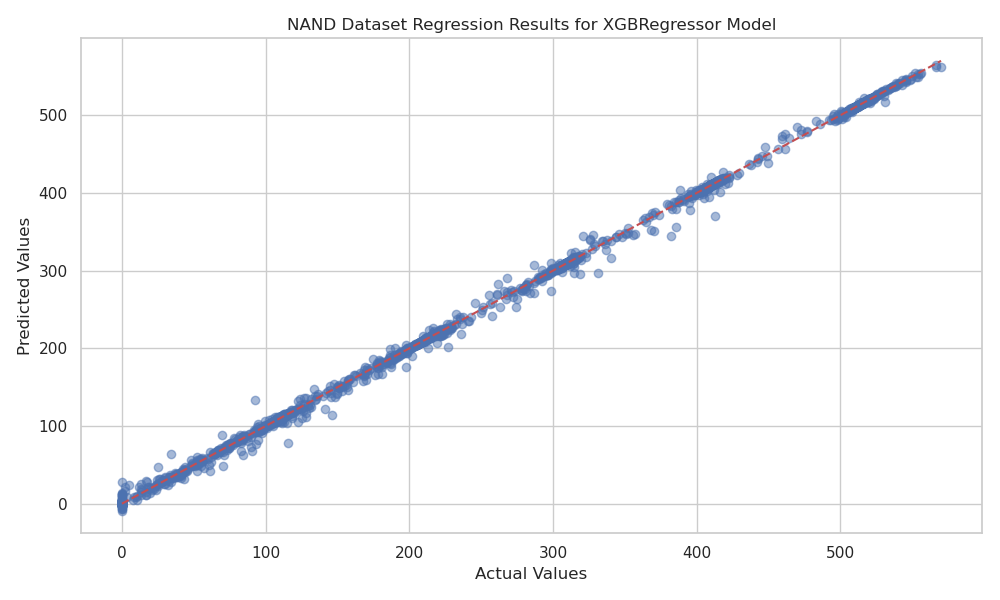 NAND Dataset Regression Results for XGBRegressor Model
Predicted Values
500
400
300
200
100
0
0 100 200 300 400 500
Actual Values